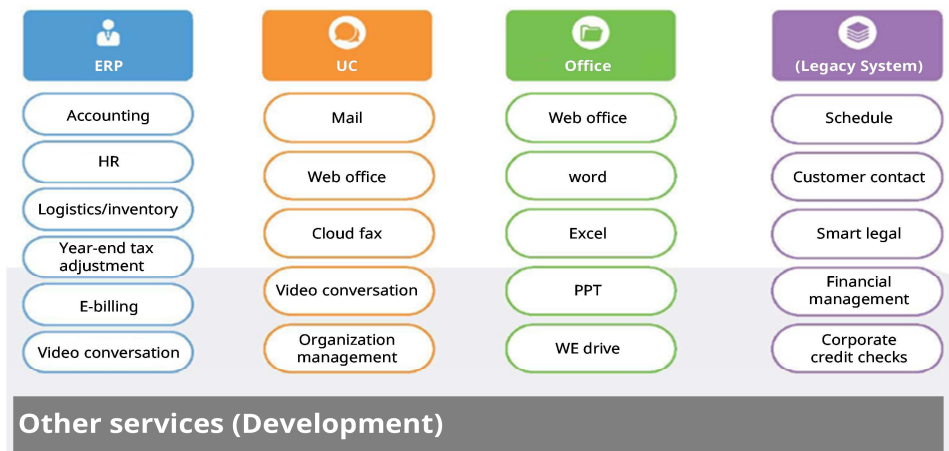 ERP
Accounting
HR
Logistics/inventory
Year-end tax
adjustment
E-billing
Video conversation
UC
Mail
Web office
Cloud fax
Video conversation
Organization
management
Office
Web office
word
Excel
PPT
WE drive
(Legacy System)
Schedule
Customer contact
Smart legal
Financial
management
Corporate
credit checks
Other services (Development)